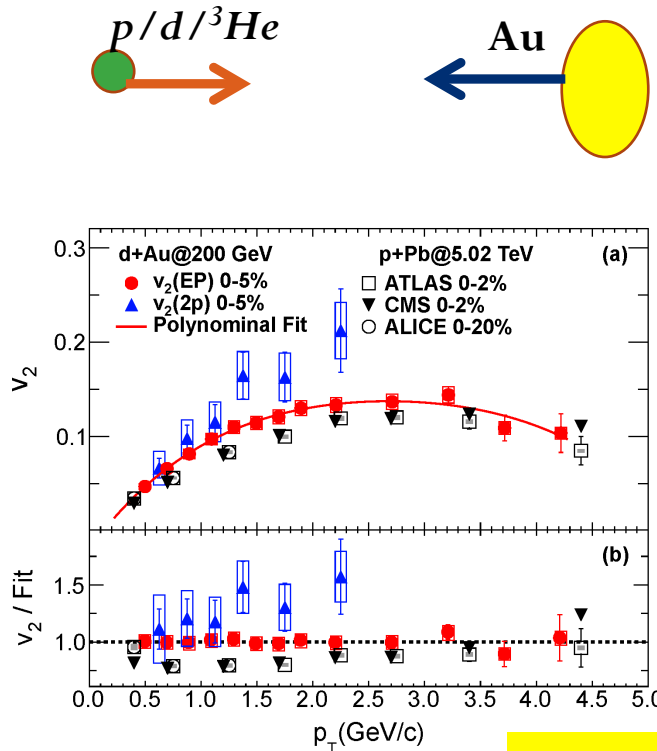 p/d/³He
Au
0.3
d+Au@200 GeV
p+Pb@5.02 TeV
(a)
v₂(EP) 0-5%
ATLAS 0-2%
v₂(2p) 0-5%
CMS 0-2%
Polynominal Fit
ALICE 0-20%
0.2
v₂
0.1
(b)
1.5
v₂ / Fit
1.0
0.0 0.5 1.0 1.5 2.0 2.5 3.0 3.5 4.0 4.5 5.0
p_T(GeV/c)